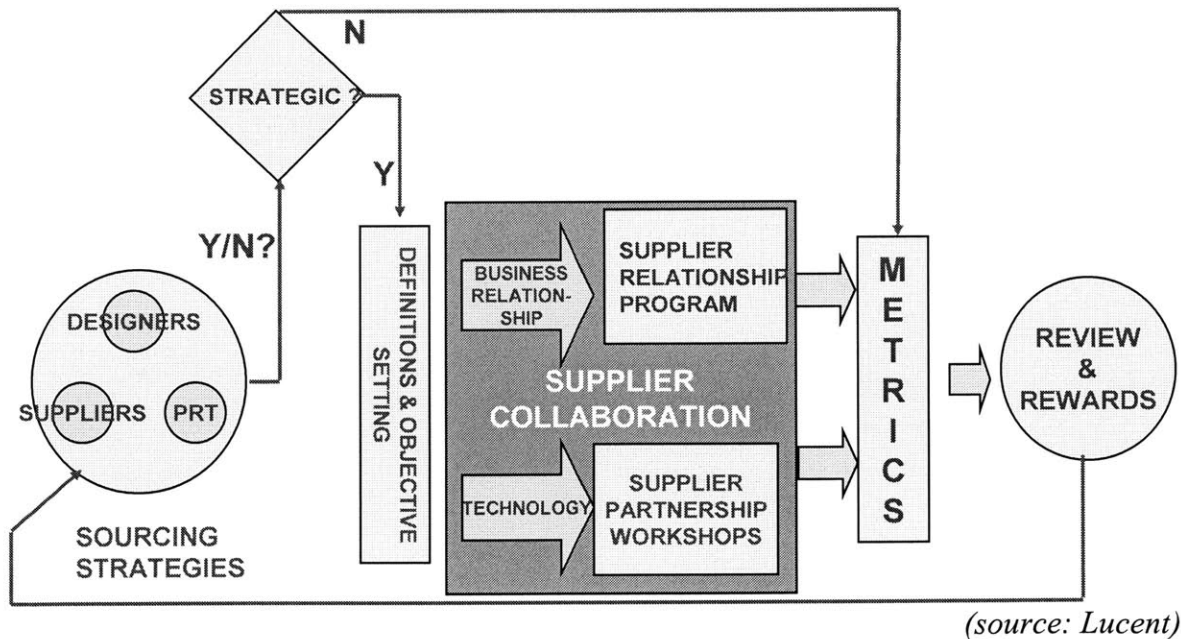 N
STRATEGIC ?
Y
Y/N?
DESIGNERS
SUPPLIERS
PRT
SOURCING
STRATEGIES
DEFINITIONS & OBJECTIVE
SETTING
BUSINESS
RELATION-
SHIP
SUPPLIER
RELATIONSHIP
PROGRAM
SUPPLIER
COLLABORATION
TECHNOLOGY
SUPPLIER
PARTNERSHIP
WORKSHOPS
METRICS
REVIEW
&
REWARDS
(source: Lucent)